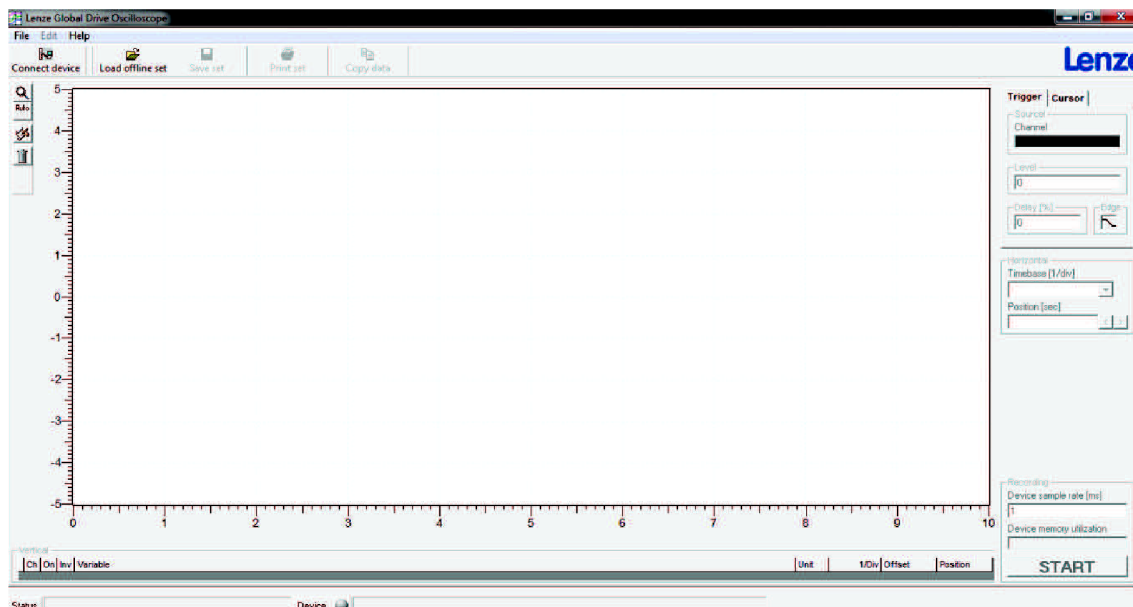 Lenze Global Drive Oscilloscope
File Edit Help
Connect device Load offline set Save set Print set Copy data
Lenze
Auto
5
4
3
2
1
0
-1
-2
-3
-4
-5
0 1 2 3 4 5 6 7 8 9 10
Trigger Cursor
Source
Channel
Level
0
Delay [%] Edge
0
Horizontal
Timebase [1/div]
Position [sec]
Recording
Device sample rate [ms]
1
Device memory utilization
START
Vertical
Ch On Inv Variable Unit 1/Div Offset Position
Status Device